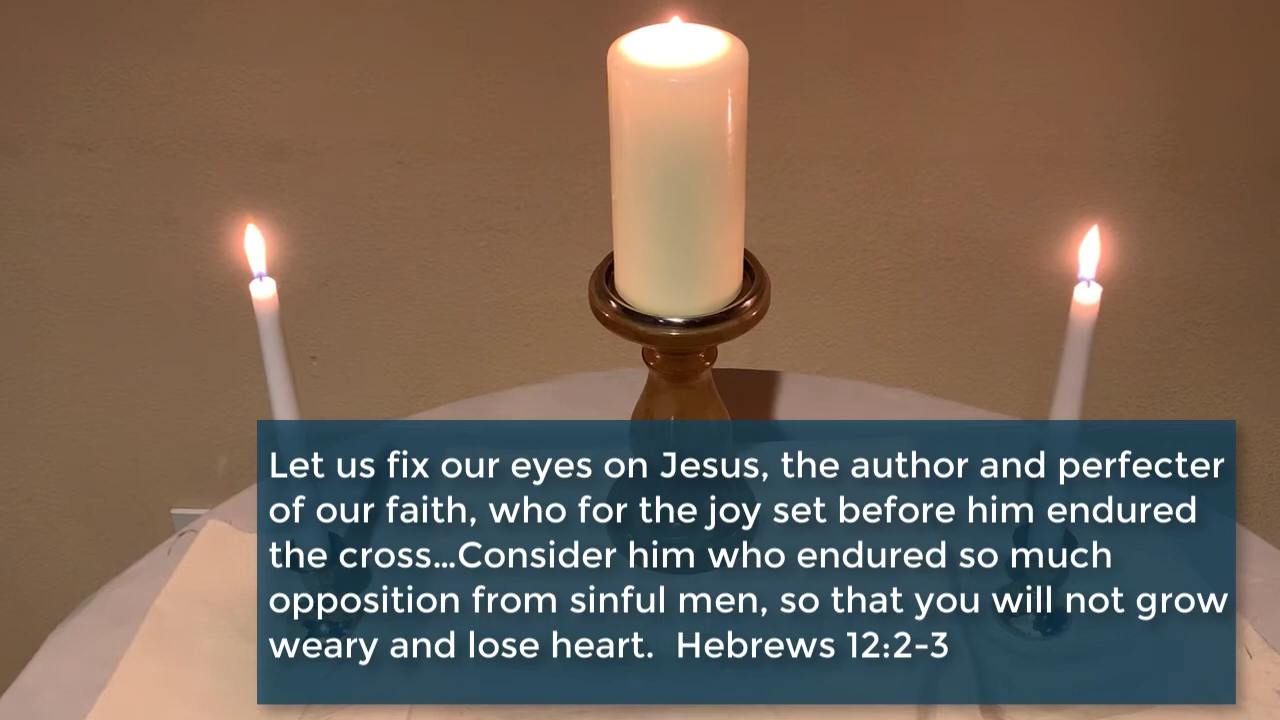 Let us fix our eyes on Jesus, the author and perfecter
of our faith, who for the joy set before him endured
the cross...Consider him who endured so much
opposition from sinful men, so that you will not grow
weary and lose heart.  Hebrews 12:2-3